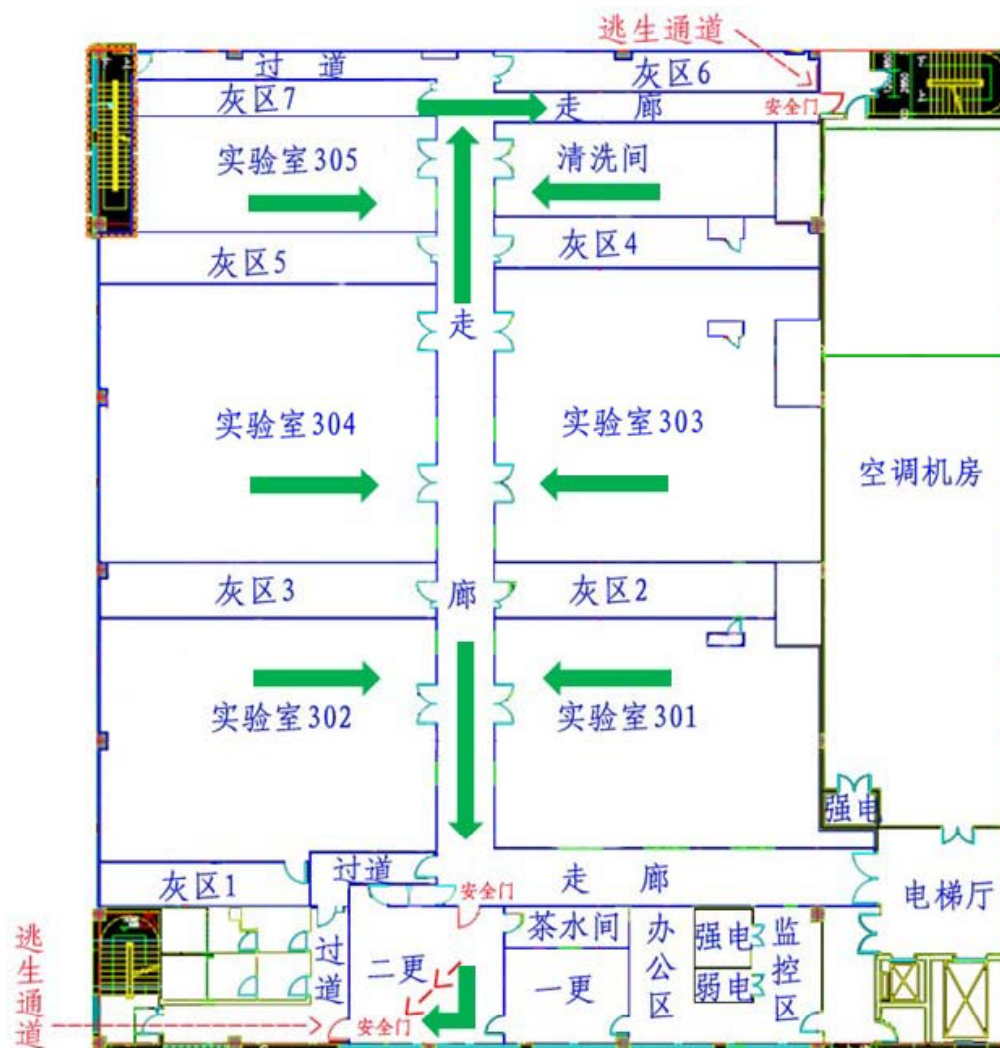 逃生通道
过 道
灰区6
灰区7
走 廊
安全门
实验室305
清洗间
灰区5
灰区4
走
实验室304
实验室303
空调机房
灰区3
廊
灰区2
实验室302
实验室301
强电
过道
灰区1
安全门
走 廊
电梯厅
逃生通道
过道
二更
茶水间
一更
办公区
强电
弱电
监控区
安全门